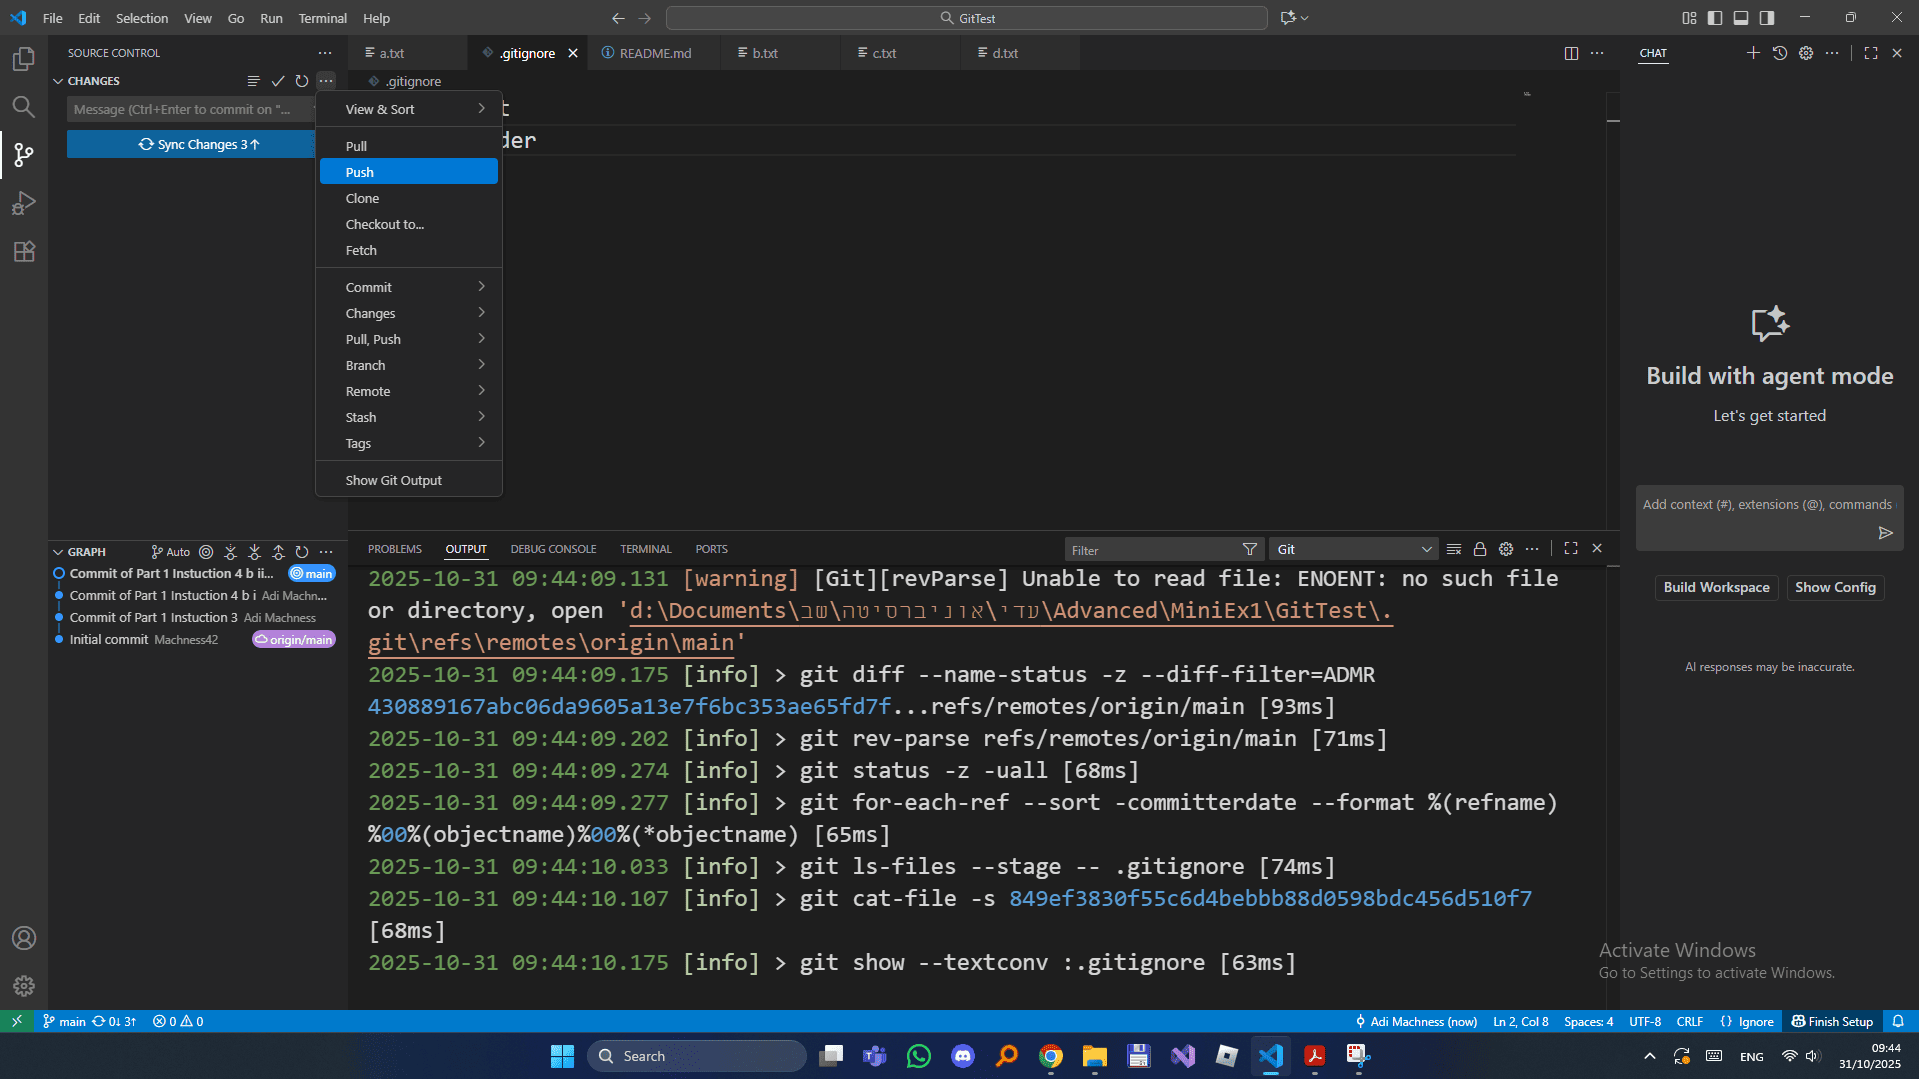 File Edit Selection View Go Run Terminal Help
GitTest
SOURCE CONTROL
CHANGES
Message (Ctrl+Enter to commit on "...
Sync Changes 3↑
View & Sort
Pull
Push
Clone
Checkout to...
Fetch
Commit
Changes
Pull, Push
Branch
Remote
Stash
Tags
Show Git Output
a.txt
.gitignore
README.md
b.txt
c.txt
d.txt
.gitignore
t
der
CHAT
Build with agent mode
Let's get started
Add context (#), extensions (@), commands
Build Workspace
Show Config
AI responses may be inaccurate.
GRAPH
Auto
Commit of Part 1 Instuction 4 b ii... main
Commit of Part 1 Instuction 4 b i Adi Machn...
Commit of Part 1 Instuction 3 Adi Machness
Initial commit Machness42 origin/main
PROBLEMS OUTPUT DEBUG CONSOLE TERMINAL PORTS
Filter
Git
2025-10-31 09:44:09.131 [warning] [Git][revParse] Unable to read file: ENOENT: no such file
or directory, open 'd:\Documents\עדי\אוניברסיטה\שב\Advanced\MiniEx1\GitTest\.
git\refs\remotes\origin\main'
2025-10-31 09:44:09.175 [info] > git diff --name-status -z --diff-filter=ADMR
430889167abc06da9605a13e7f6bc353ae65fd7f...refs/remotes/origin/main [93ms]
2025-10-31 09:44:09.202 [info] > git rev-parse refs/remotes/origin/main [71ms]
2025-10-31 09:44:09.274 [info] > git status -z -uall [68ms]
2025-10-31 09:44:09.277 [info] > git for-each-ref --sort -committerdate --format %(refname)
%00%(objectname)%00%(*objectname) [65ms]
2025-10-31 09:44:10.033 [info] > git ls-files --stage -- .gitignore [74ms]
2025-10-31 09:44:10.107 [info] > git cat-file -s 849ef3830f55c6d4bebbb88d0598bdc456d510f7
[68ms]
2025-10-31 09:44:10.175 [info] > git show --textconv :.gitignore [63ms]
Activate Windows
Go to Settings to activate Windows.
main 0↓ 3↑ 0 0
Adi Machness (now) Ln 2, Col 8 Spaces: 4 UTF-8 CRLF {} Ignore Finish Setup
Search
ENG
09:44
31/10/2025